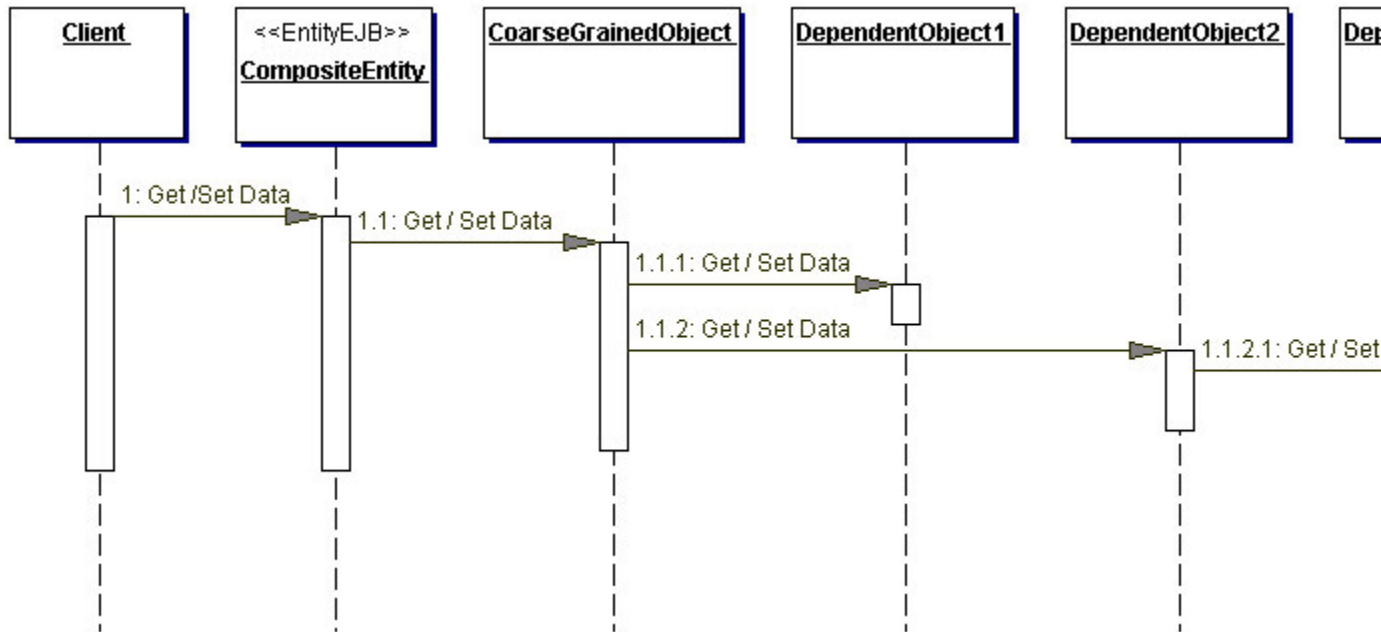 Client
<<EntityEJB>>
CompositeEntity
CoarseGrainedObject
DependentObject1
DependentObject2
Dep
1: Get /Set Data
1.1: Get / Set Data
1.1.1: Get / Set Data
1.1.2: Get / Set Data
1.1.2.1: Get / Set